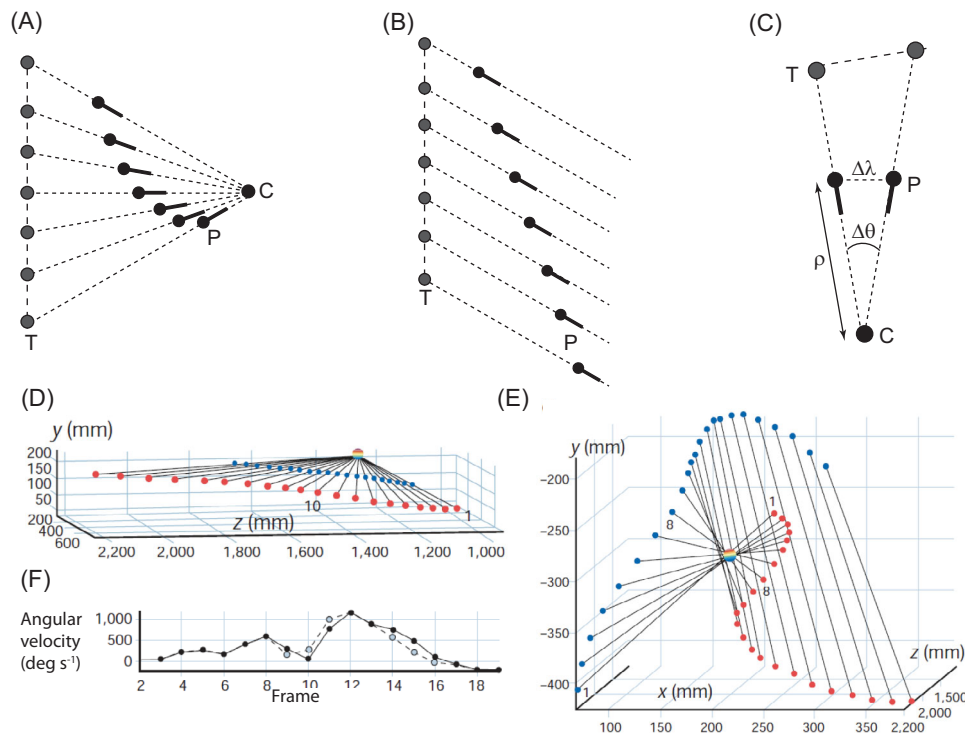 (A)
(B)
(C)
T
C
P
T
T
P
T
Δλ
P
Δθ
ρ
C
(D)
y (mm)
200
150
100
50
200
400
600
z (mm)
10
1
2,200
2,000
1,800
1,600
1,400
1,200
1,000
(E)
y (mm)
−200
−250
−300
−350
−400
1
8
8
1
x (mm)
z (mm)
1,500
2,000
100
150
200
250
300
350
2,200
(F)
Angular
velocity
(deg s⁻¹)
1,000
500
0
2 4 6 8 10 12 14 16 18
Frame